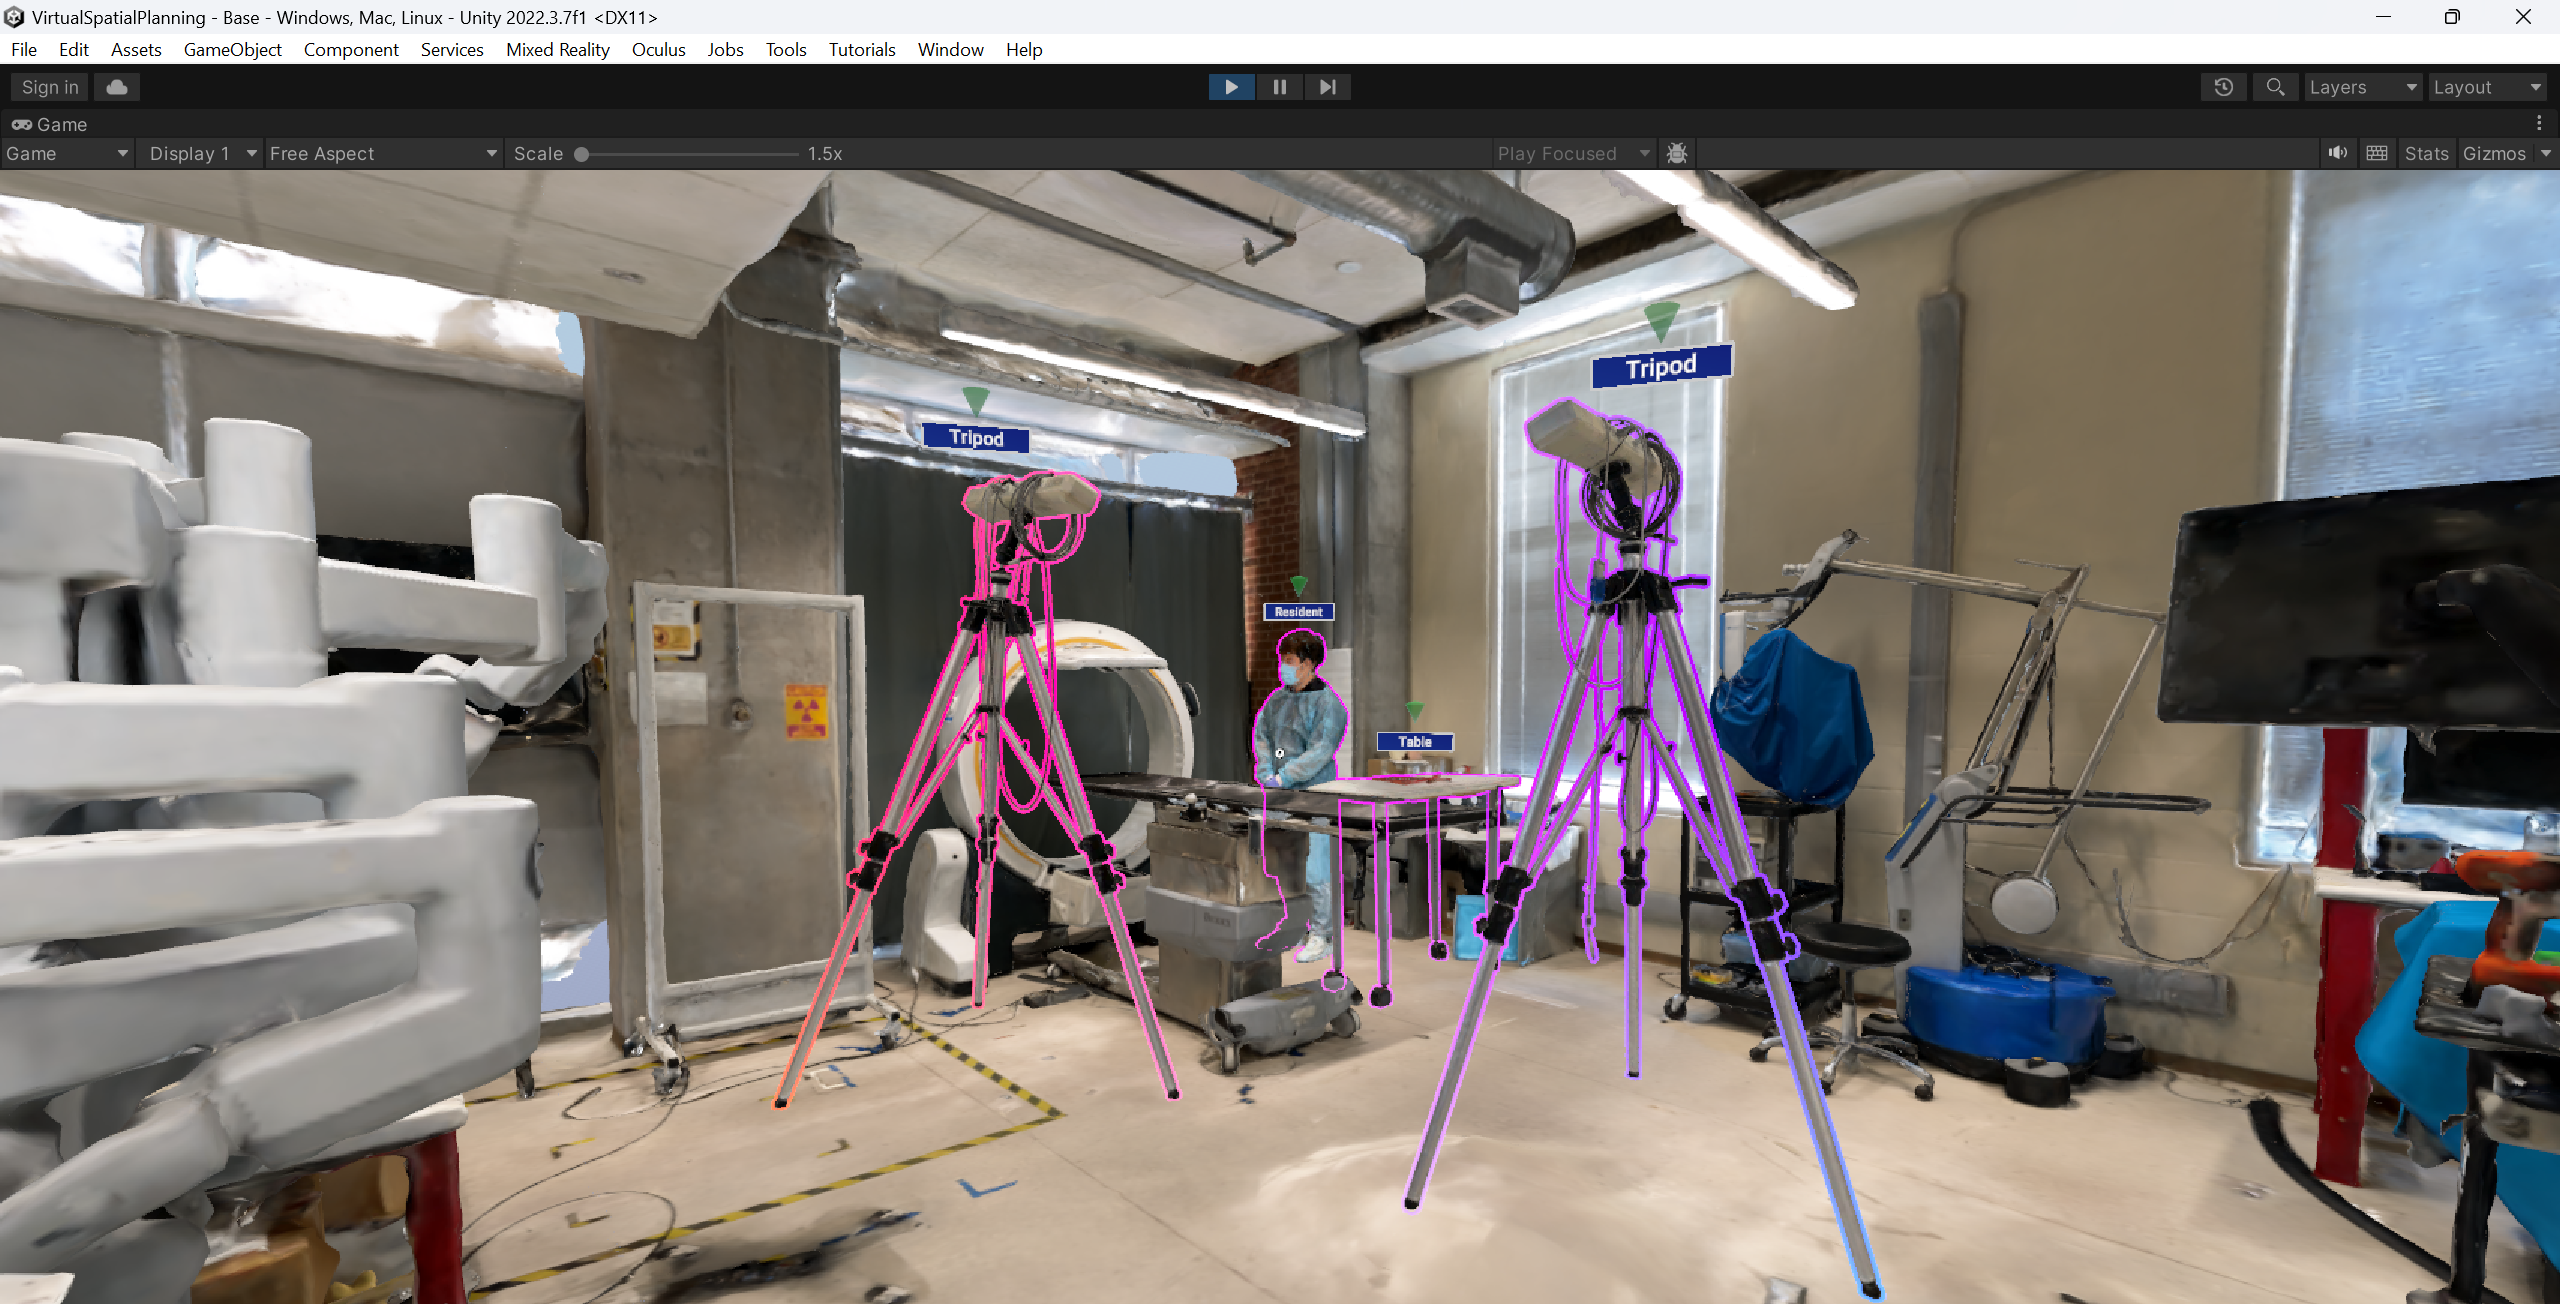 VirtualSpatialPlanning - Base - Windows, Mac, Linux - Unity 2022.3.7f1 <DX11>
File Edit Assets GameObject Component Services Mixed Reality Oculus Jobs Tools Tutorials Window Help
Sign in Layers Layout
Game
Game Display 1 Free Aspect Scale 1.5x Play Focused Stats Gizmos
Tripod
Tripod
Resident
Table